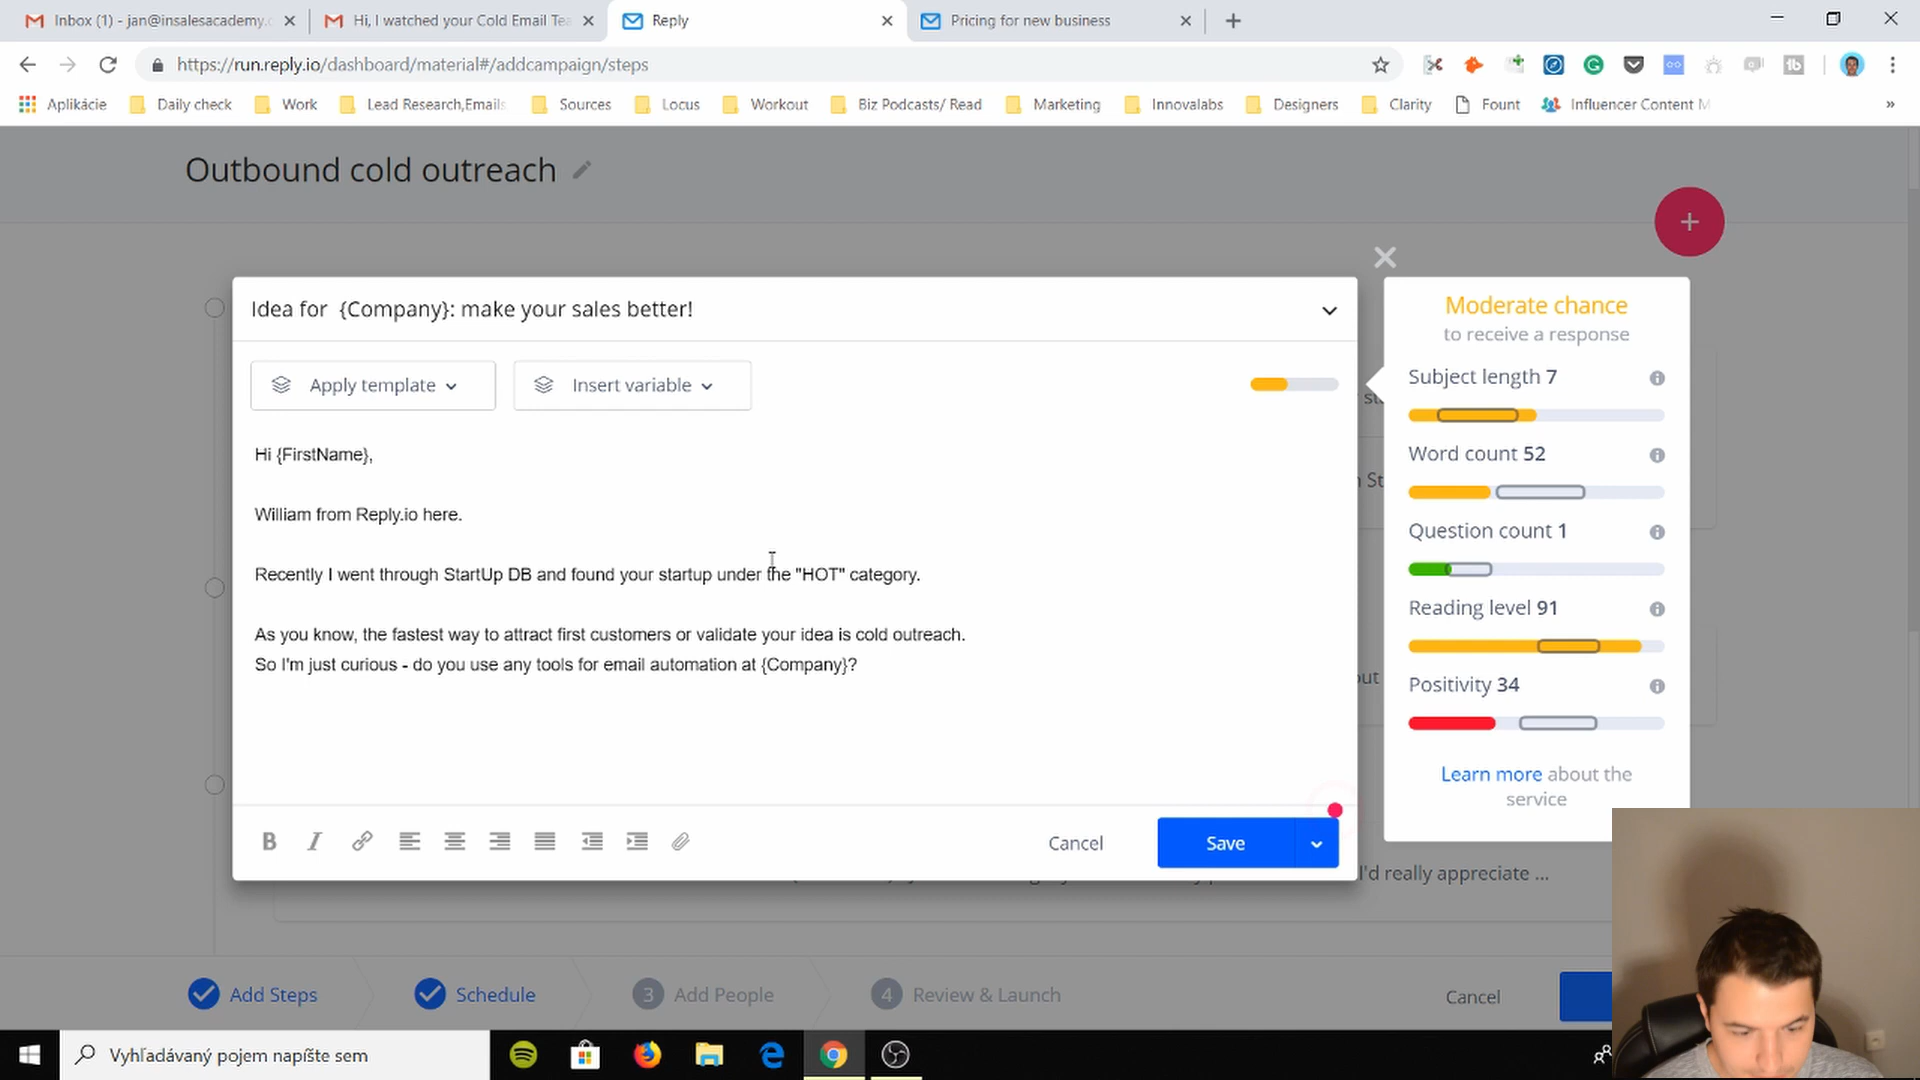 Inbox (1) - jan@insalesacademy.c
Hi, I watched your Cold Email Te
Reply
Pricing for new business
https://run.reply.io/dashboard/material#/addcampaign/steps
Aplikácie
Daily check
Work
Lead Research,Emails
Sources
Locus
Workout
Biz Podcasts/ Read
Marketing
Innovalabs
Designers
Clarity
Fount
Influencer Content M
»
Outbound cold outreach
Idea for {Company}: make your sales better!
Apply template
Insert variable
Hi {FirstName},
William from Reply.io here.
Recently I went through StartUp DB and found your startup under the "HOT" category.
As you know, the fastest way to attract first customers or validate your idea is cold outreach.
So I'm just curious - do you use any tools for email automation at {Company}?
B I
Cancel
Save
Moderate chance
to receive a response
Subject length 7
Word count 52
Question count 1
Reading level 91
Positivity 34
Learn more about the
service
I'd really appreciate ...
Add Steps
Schedule
3 Add People
4 Review & Launch
Cancel
Vyhľadávaný pojem napíšte sem